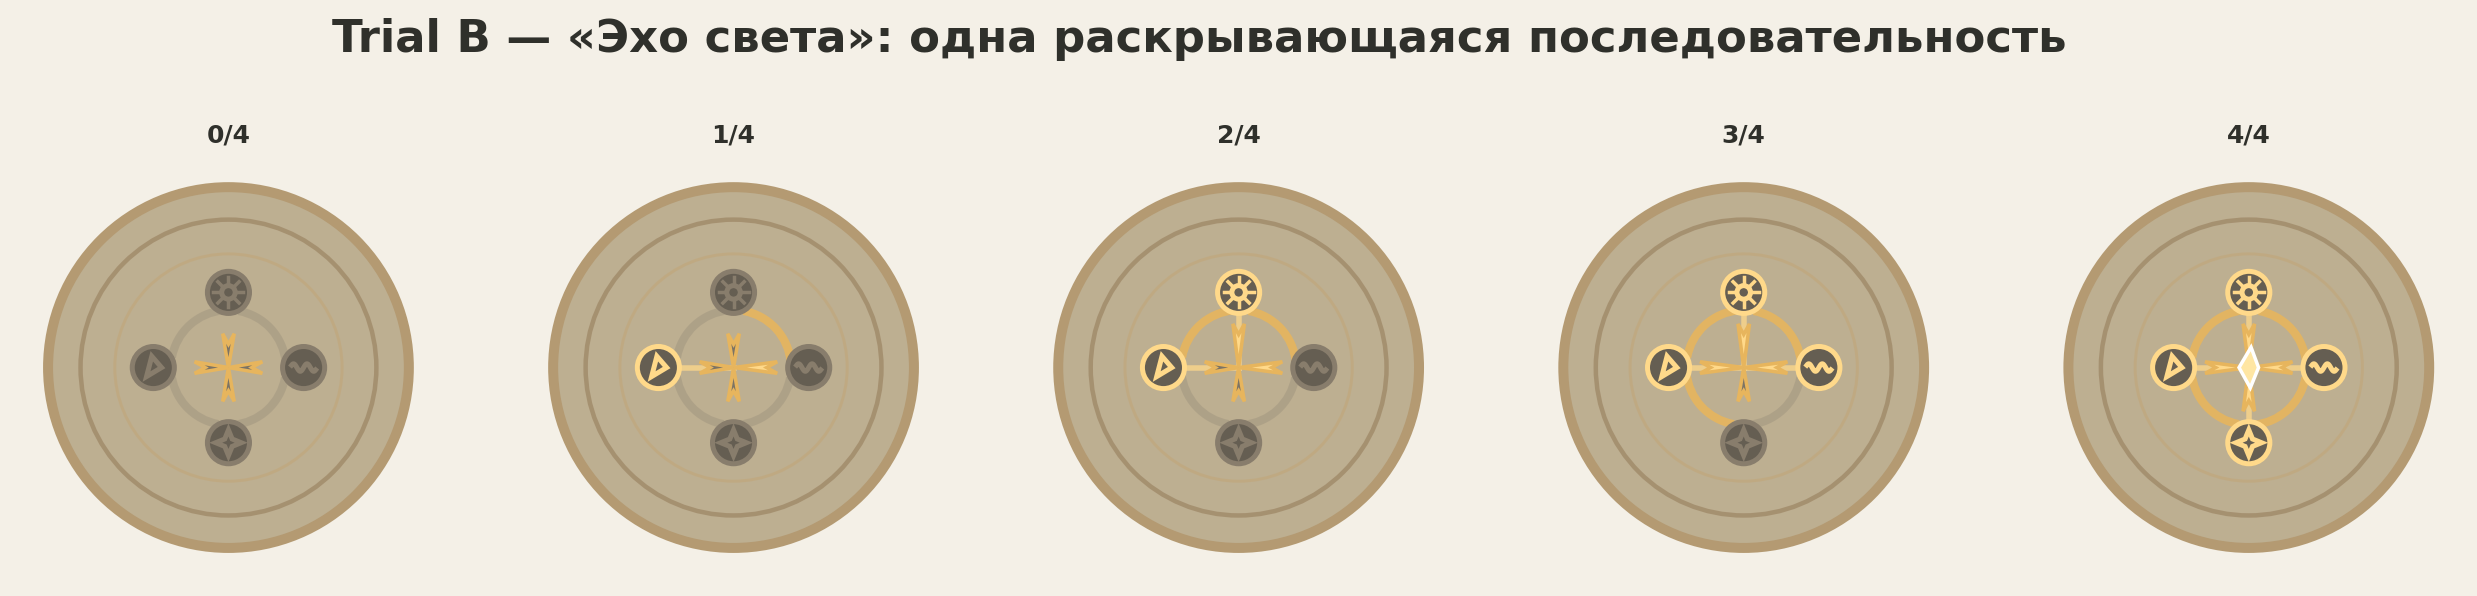 Trial B — «Эхо света»: одна раскрывающаяся последовательность
0/4 1/4 2/4 3/4 4/4